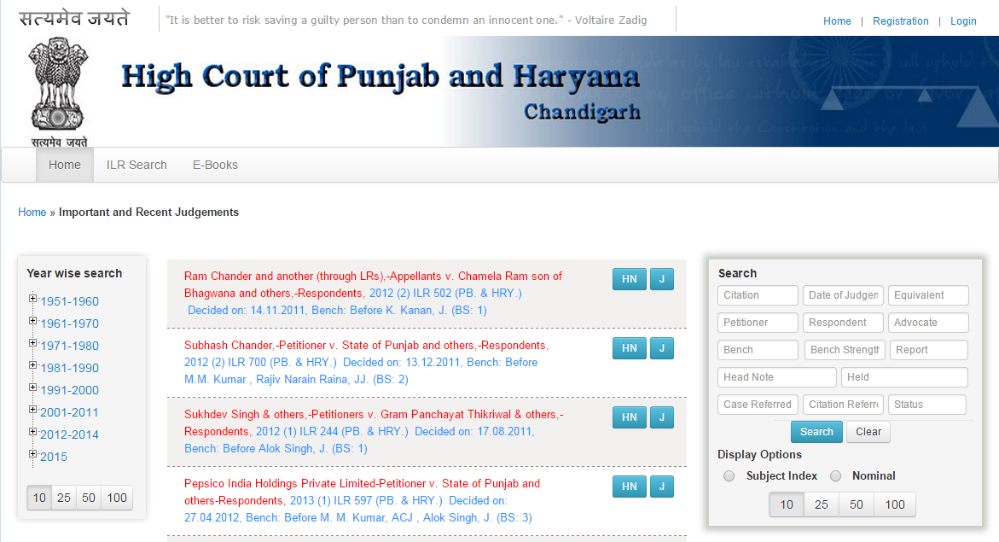 सत्यमेव जयते
"It is better to risk saving a guilty person than to condemn an innocent one." - Voltaire Zadig
Home | Registration | Login
High Court of Punjab and Haryana
Chandigarh
सत्यमेव जयते
Home ILR Search E-Books
Home » Important and Recent Judgements
Year wise search
1951-1960
1961-1970
1971-1980
1981-1990
1991-2000
2001-2011
2012-2014
2015
10 25 50 100
Ram Chander and another (through LRs),-Appellants v. Chamela Ram son of
Bhagwana and others,-Respondents, 2012 (2) ILR 502 (PB. & HRY.)
Decided on: 14.11.2011, Bench: Before K. Kanan, J. (BS: 1)
HN J
Subhash Chander,-Petitioner v. State of Punjab and others,-Respondents,
2012 (2) ILR 700 (PB. & HRY.) Decided on: 13.12.2011, Bench: Before
M.M. Kumar , Rajiv Narain Raina, JJ. (BS: 2)
HN J
Sukhdev Singh & others,-Petitioners v. Gram Panchayat Thikriwal & others,-
Respondents, 2012 (1) ILR 244 (PB. & HRY.) Decided on: 17.08.2011,
Bench: Before Alok Singh, J. (BS: 1)
HN J
Pepsico India Holdings Private Limited-Petitioner v. State of Punjab and
others-Respondents, 2013 (1) ILR 597 (PB. & HRY.) Decided on:
27.04.2012, Bench: Before M. M. Kumar, ACJ , Alok Singh, J. (BS: 3)
HN J
Search
Citation Date of Judgen Equivalent
Petitioner Respondent Advocate
Bench Bench Strength Report
Head Note Held
Case Referred Citation Referre Status
Search Clear
Display Options
Subject Index Nominal
10 25 50 100